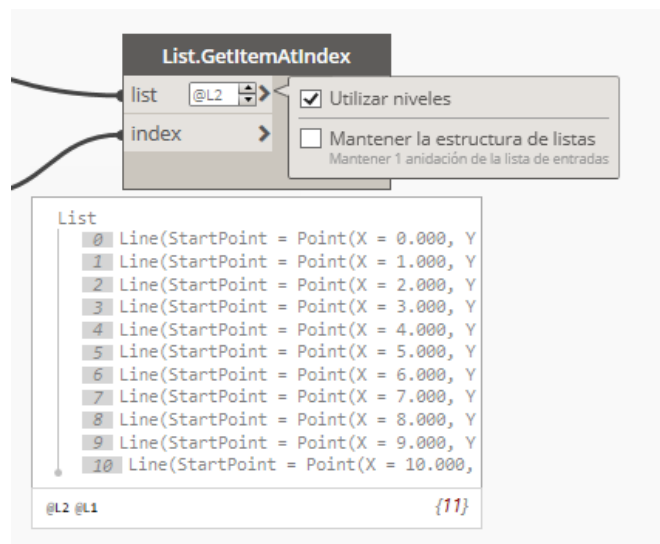 List.GetItemAtIndex
list @L2
Utilizar niveles
index
Mantener la estructura de listas
Mantener 1 anidación de la lista de entradas
List
0 Line(StartPoint = Point(X = 0.000, Y
1 Line(StartPoint = Point(X = 1.000, Y
2 Line(StartPoint = Point(X = 2.000, Y
3 Line(StartPoint = Point(X = 3.000, Y
4 Line(StartPoint = Point(X = 4.000, Y
5 Line(StartPoint = Point(X = 5.000, Y
6 Line(StartPoint = Point(X = 6.000, Y
7 Line(StartPoint = Point(X = 7.000, Y
8 Line(StartPoint = Point(X = 8.000, Y
9 Line(StartPoint = Point(X = 9.000, Y
10 Line(StartPoint = Point(X = 10.000,
@L2 @L1 {11}